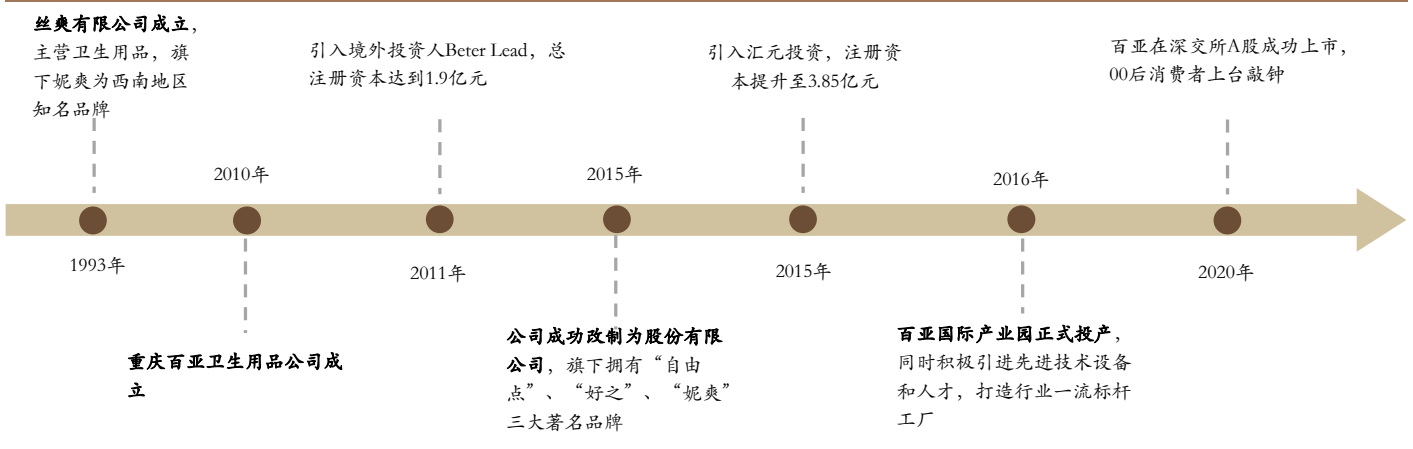 丝爽有限公司成立，
主营卫生用品，旗
下妮爽为西南地区
知名品牌
1993年
2010年
重庆百亚卫生用品公司成
立
引入境外投资人Beter Lead，总
注册资本达到1.9亿元
2011年
2015年
公司成功改制为股份有限
公司，旗下拥有“自由
点”、“好之”、“妮爽”
三大著名品牌
引入汇元投资，注册资
本提升至3.85亿元
2015年
2016年
百亚国际产业园正式投产，
同时积极引进先进技术设备
和人才，打造行业一流标杆
工厂
百亚在深交所A股成功上市，
00后消费者上台敲钟
2020年